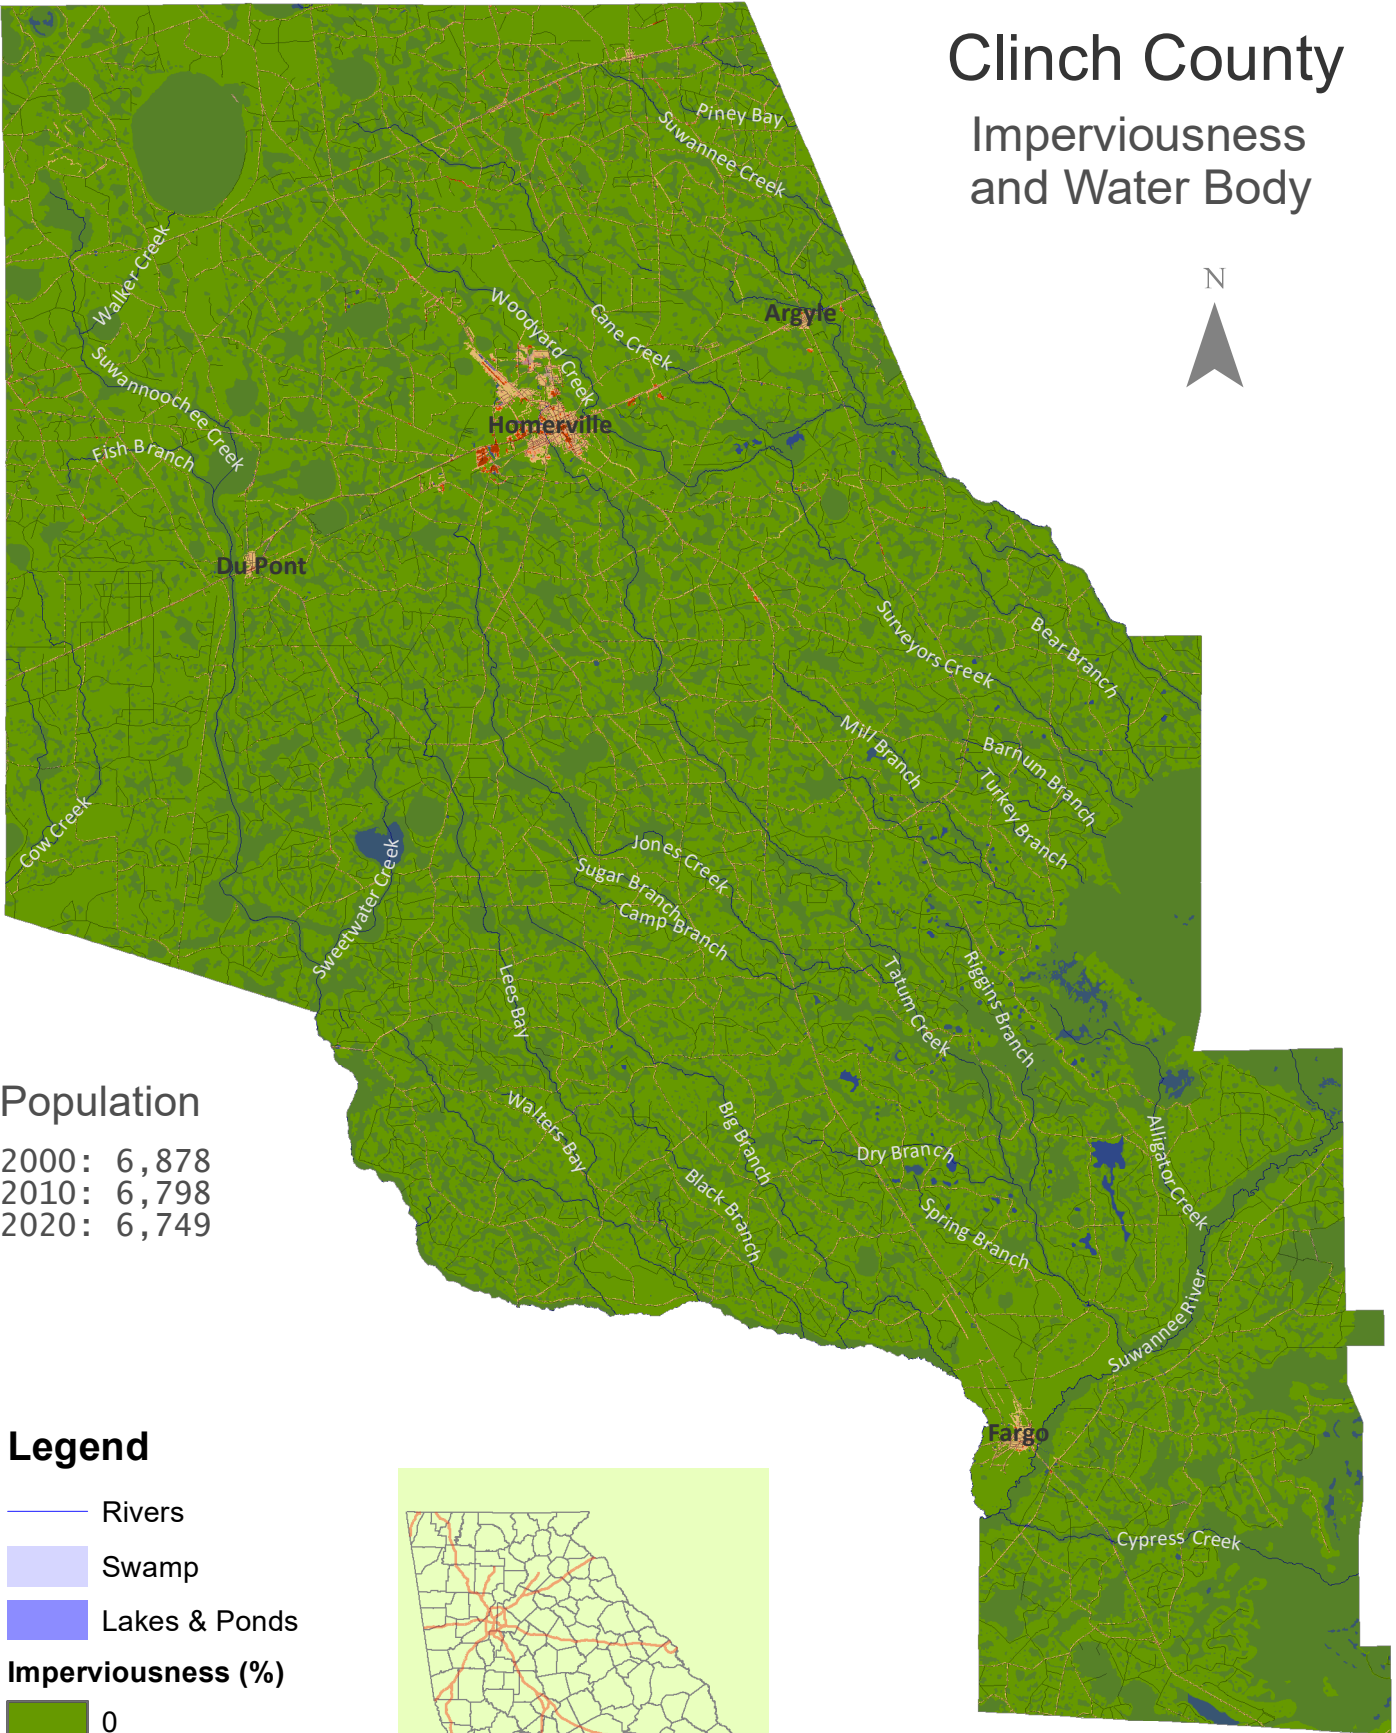 Clinch County
Imperviousness
and Water Body
N
Piney Bay
Suwannee Creek
Walker Creek
Woodyard Creek
Cane Creek
Argyle
Suwannoochee Creek
Homerville
Fish Branch
Du Pont
Surveyors Creek
Bear Branch
Mill Branch
Barnum Branch
Turkey Branch
Cow Creek
Sweetwater Creek
Jones Creek
Sugar Branch
Camp Branch
Lees Bay
Tatum Creek
Riggins Branch
Walters Bay
Big Branch
Black Branch
Dry Branch
Spring Branch
Alligator Creek
Suwannee River
Fargo
Cypress Creek
Population
2000: 6,878
2010: 6,798
2020: 6,749
Legend
Rivers
Swamp
Lakes & Ponds
Imperviousness (%)
0